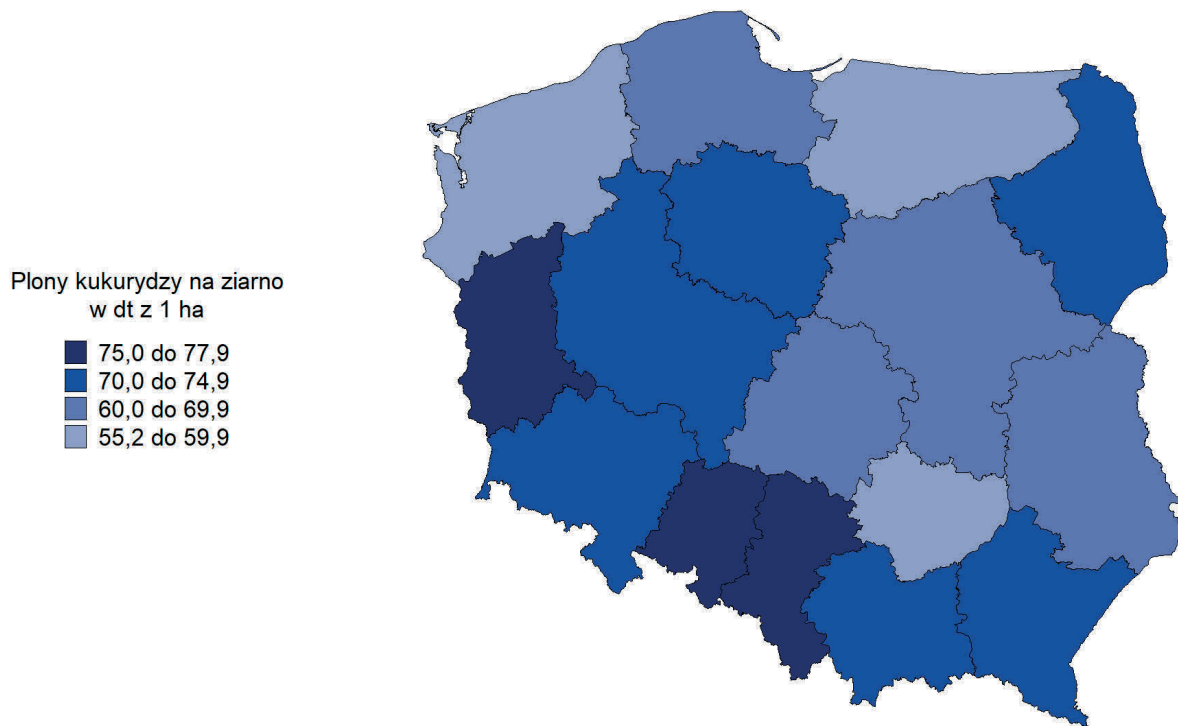 Plony kukurydzy na ziarno
w dt z 1 ha
75,0 do 77,9
70,0 do 74,9
60,0 do 69,9
55,2 do 59,9